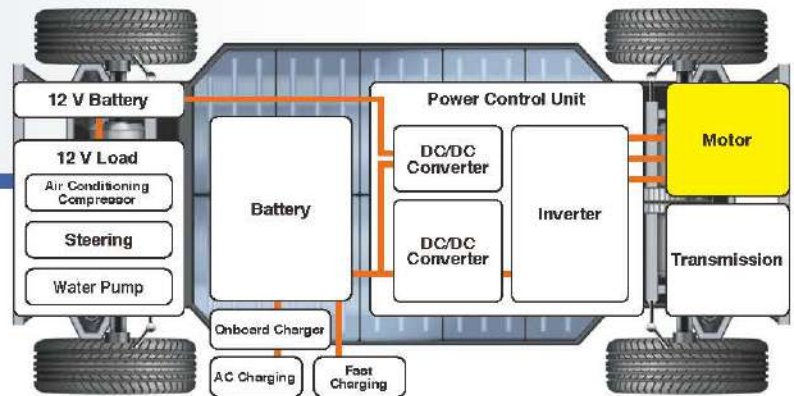 12 V Battery
12 V Load
Air Conditioning
Compressor
Steering
Water Pump
Battery
Onboard Charger
AC Charging
Fast
Charging
Power Control Unit
DC/DC
Converter
DC/DC
Converter
Inverter
Motor
Transmission